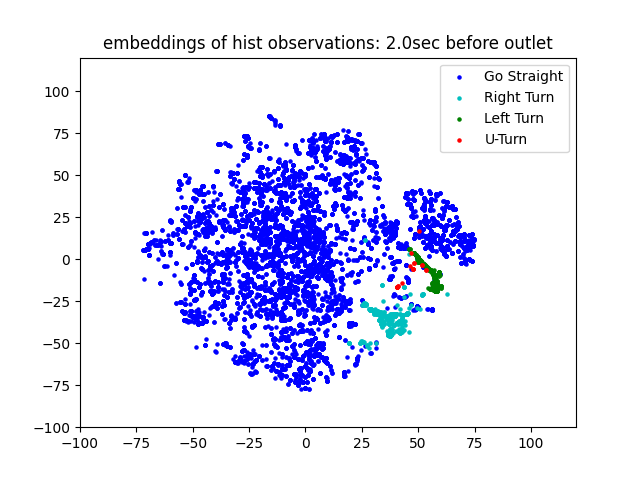 embeddings of hist observations: 2.0sec before outlet
Go Straight
Right Turn
Left Turn
U-Turn
100
75
50
25
0
−25
−50
−75
−100
−100 −75 −50 −25 0 25 50 75 100